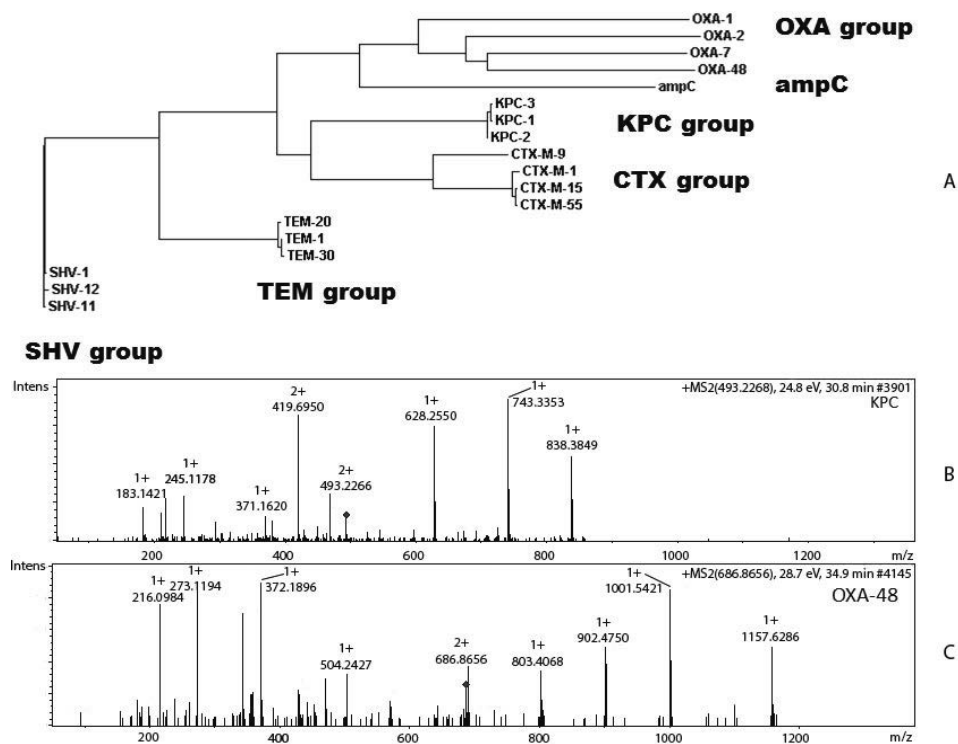 OXA-1
OXA-2
OXA-7
OXA-48
OXA group
ampC
ampC
KPC-3
KPC-1
KPC-2
KPC group
CTX-M-9
CTX-M-1
CTX-M-15
CTX-M-55
CTX group
A
TEM-20
TEM-1
TEM-30
TEM group
SHV-1
SHV-12
SHV-11
SHV group
Intens
+MS2(493.2268), 24.8 eV, 30.8 min #3901
KPC
1+
183.1421
1+
245.1178
1+
371.1620
2+
419.6950
2+
493.2266
1+
628.2550
1+
743.3353
1+
838.3849
B
200 400 600 800 1000 1200 m/z
Intens
+MS2(686.8656), 28.7 eV, 34.9 min #4145
OXA-48
1+
216.0984
1+
273.1194
1+
372.1896
1+
504.2427
2+
686.8656
1+
803.4068
1+
902.4750
1+
1001.5421
1+
1157.6286
C
200 400 600 800 1000 1200 m/z